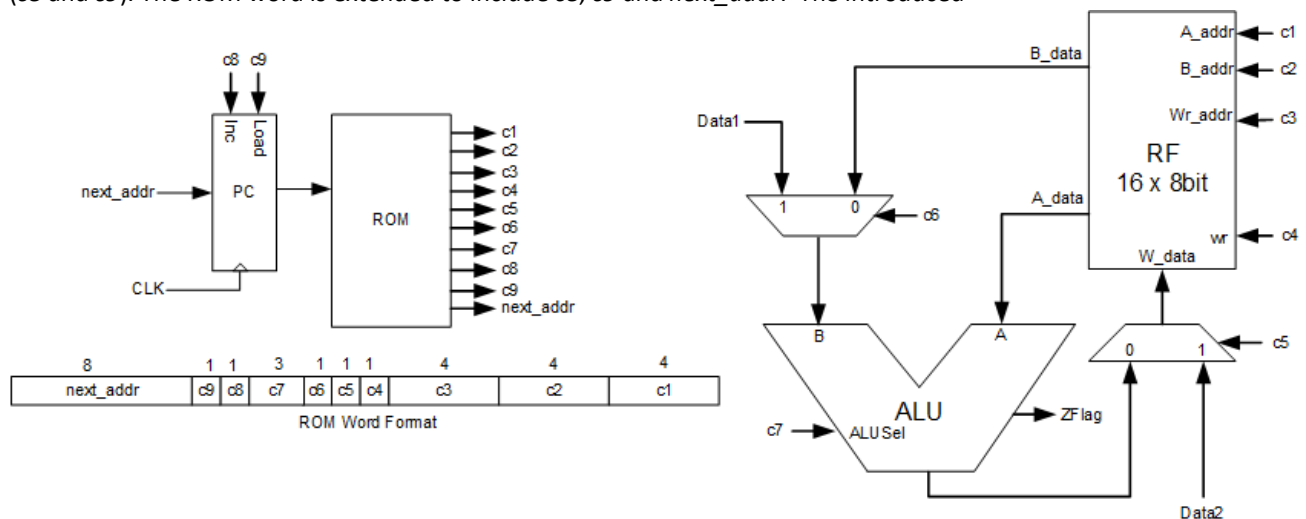 (c8 and c9). The ROM word is extended to include c8, c9 and next_addr. The introduced
c8 c9
Inc Load
next_addr
PC
CLK
ROM
c1
c2
c3
c4
c5
c6
c7
c8
c9
next_addr
8 1 1 3 1 1 1 4 4 4
next_addr c9 c8 c7 c6 c5 c4 c3 c2 c1
ROM Word Format
B_data
Data1
1 0
c6
A_addr c1
B_addr c2
Wr_addr c3
RF
16 x 8bit
A_data
wr c4
W_data
0 1
c5
B A
ALU
ZFlag
c7
ALUSel
Data2